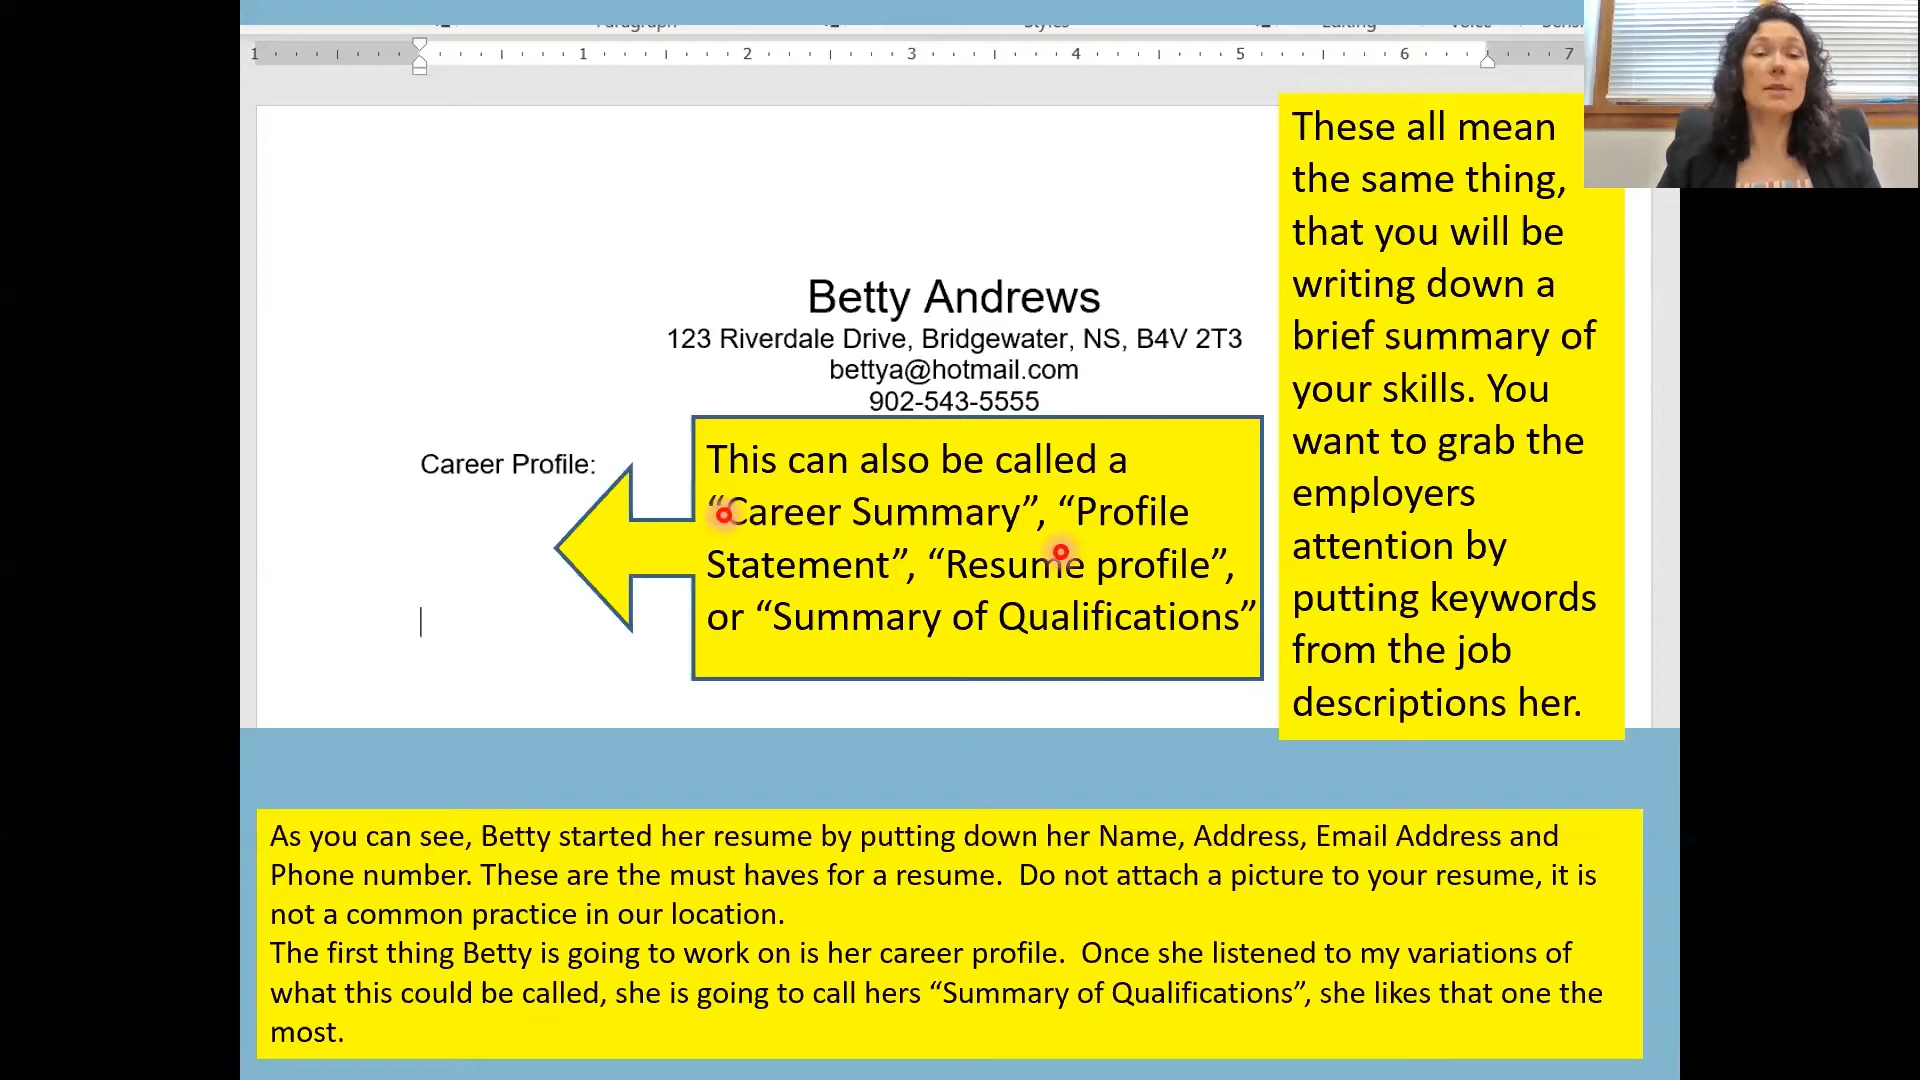 Paragraph Styles Editing Voice
1 1 2 3 4 5 6 7
Betty Andrews
123 Riverdale Drive, Bridgewater, NS, B4V 2T3
bettya@hotmail.com
902-543-5555
Career Profile:
This can also be called a
“Career Summary”, “Profile
Statement”, “Resume profile”,
or “Summary of Qualifications”
These all mean
the same thing,
that you will be
writing down a
brief summary of
your skills. You
want to grab the
employers
attention by
putting keywords
from the job
descriptions her.
As you can see, Betty started her resume by putting down her Name, Address, Email Address and
Phone number. These are the must haves for a resume.  Do not attach a picture to your resume, it is
not a common practice in our location.
The first thing Betty is going to work on is her career profile.  Once she listened to my variations of
what this could be called, she is going to call hers “Summary of Qualifications”, she likes that one the
most.